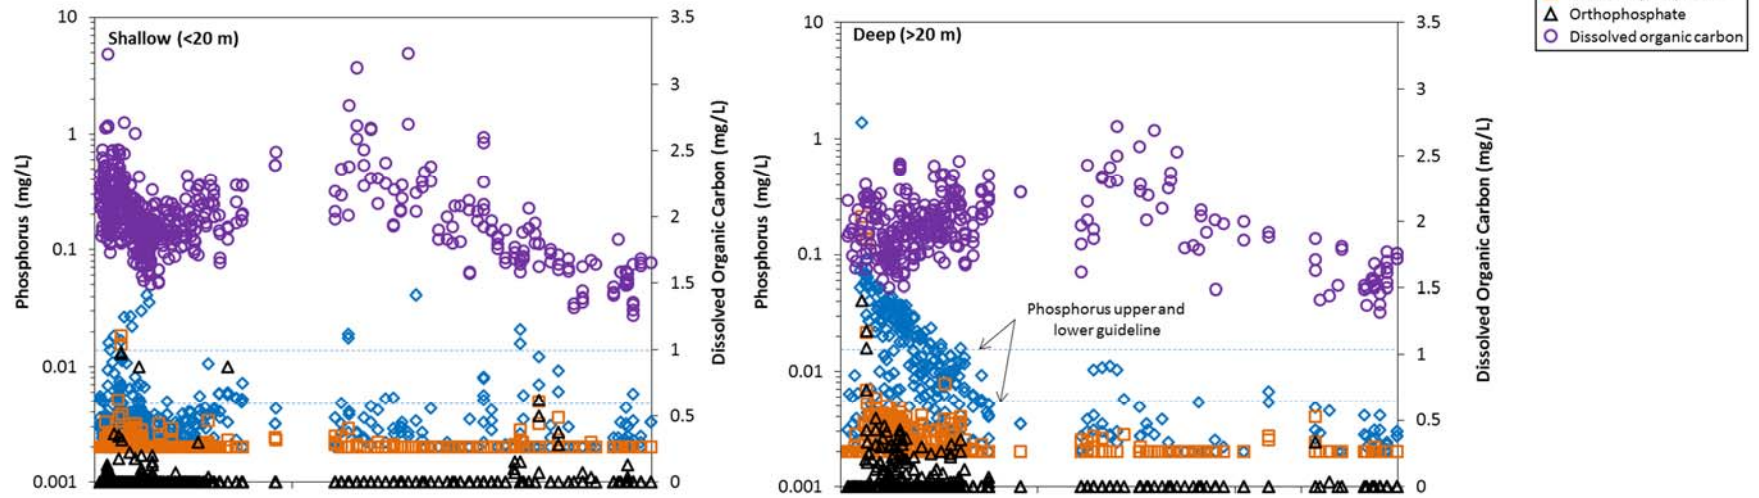 Shallow (<20 m)
10
1
0.1
0.01
0.001
Phosphorus (mg/L)
3.5
3
2.5
2
1.5
1
0.5
0
Dissolved Organic Carbon (mg/L)
Deep (>20 m)
10
1
0.1
0.01
0.001
Phosphorus (mg/L)
Phosphorus upper and
lower guideline
3.5
3
2.5
2
1.5
1
0.5
0
Dissolved Organic Carbon (mg/L)
Orthophosphate
Dissolved organic carbon